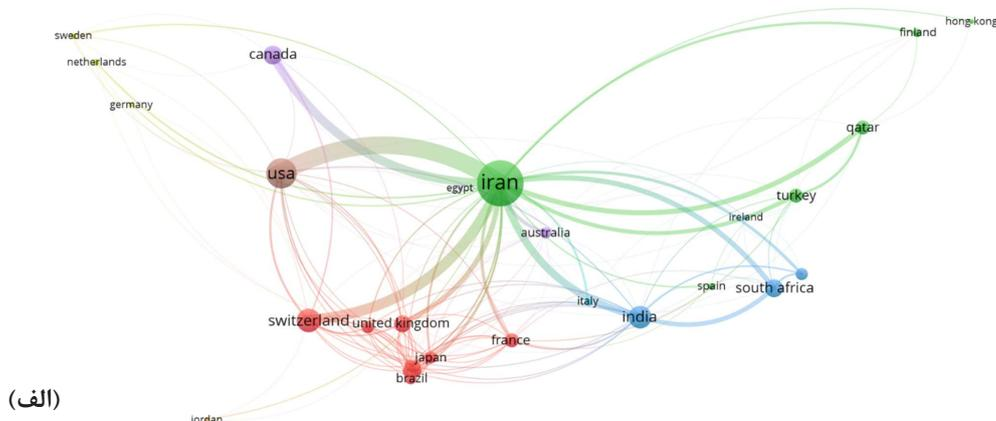 hong kong
sweden
finland
canada
netherlands
germany
qatar
usa
iran
egypt
turkey
ireland
australia
spain
south africa
italy
india
switzerland
united kingdom
france
japan
brazil
(الف)
jordan